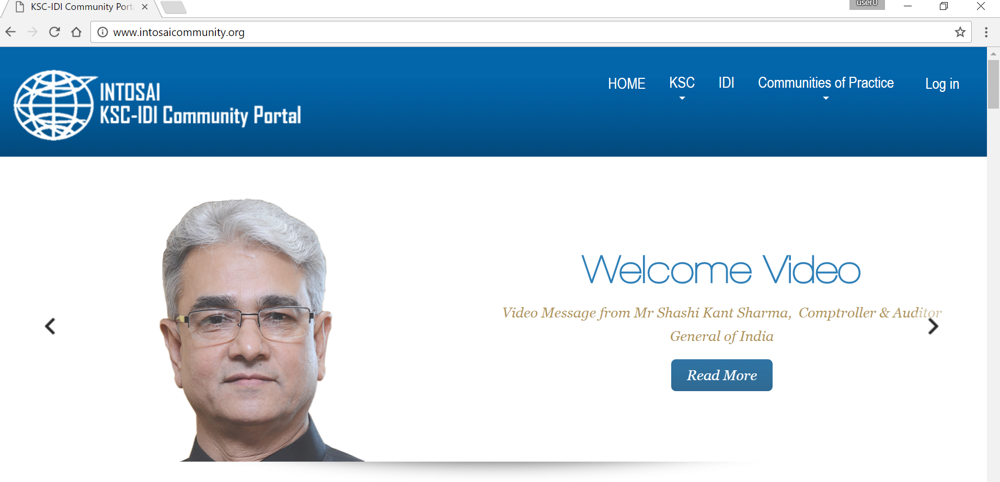 KSC-IDI Community Port
user0
www.intosaicommunity.org
INTOSAI
KSC-IDI Community Portal
HOME KSC IDI Communities of Practice Log in
Welcome Video
Video Message from Mr Shashi Kant Sharma, Comptroller & Auditor
General of India
Read More